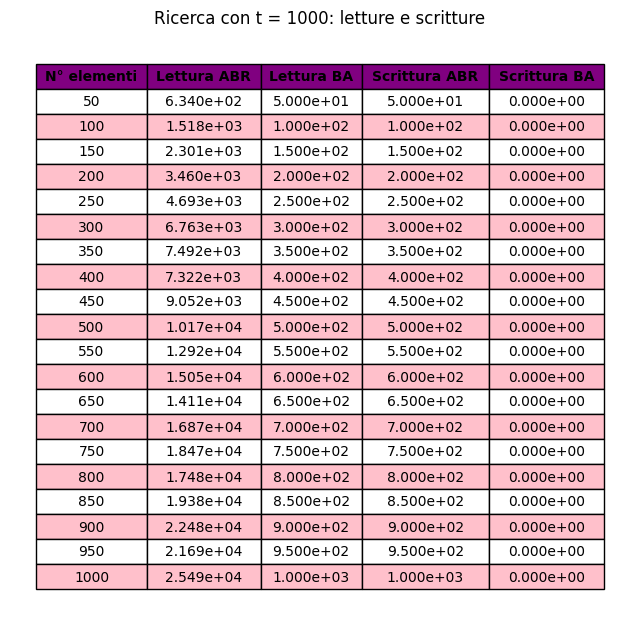 Ricerca con t = 1000: letture e scritture
N° elementi Lettura ABR Lettura BA Scrittura ABR Scrittura BA
50 6.340e+02 5.000e+01 5.000e+01 0.000e+00
100 1.518e+03 1.000e+02 1.000e+02 0.000e+00
150 2.301e+03 1.500e+02 1.500e+02 0.000e+00
200 3.460e+03 2.000e+02 2.000e+02 0.000e+00
250 4.693e+03 2.500e+02 2.500e+02 0.000e+00
300 6.763e+03 3.000e+02 3.000e+02 0.000e+00
350 7.492e+03 3.500e+02 3.500e+02 0.000e+00
400 7.322e+03 4.000e+02 4.000e+02 0.000e+00
450 9.052e+03 4.500e+02 4.500e+02 0.000e+00
500 1.017e+04 5.000e+02 5.000e+02 0.000e+00
550 1.292e+04 5.500e+02 5.500e+02 0.000e+00
600 1.505e+04 6.000e+02 6.000e+02 0.000e+00
650 1.411e+04 6.500e+02 6.500e+02 0.000e+00
700 1.687e+04 7.000e+02 7.000e+02 0.000e+00
750 1.847e+04 7.500e+02 7.500e+02 0.000e+00
800 1.748e+04 8.000e+02 8.000e+02 0.000e+00
850 1.938e+04 8.500e+02 8.500e+02 0.000e+00
900 2.248e+04 9.000e+02 9.000e+02 0.000e+00
950 2.169e+04 9.500e+02 9.500e+02 0.000e+00
1000 2.549e+04 1.000e+03 1.000e+03 0.000e+00